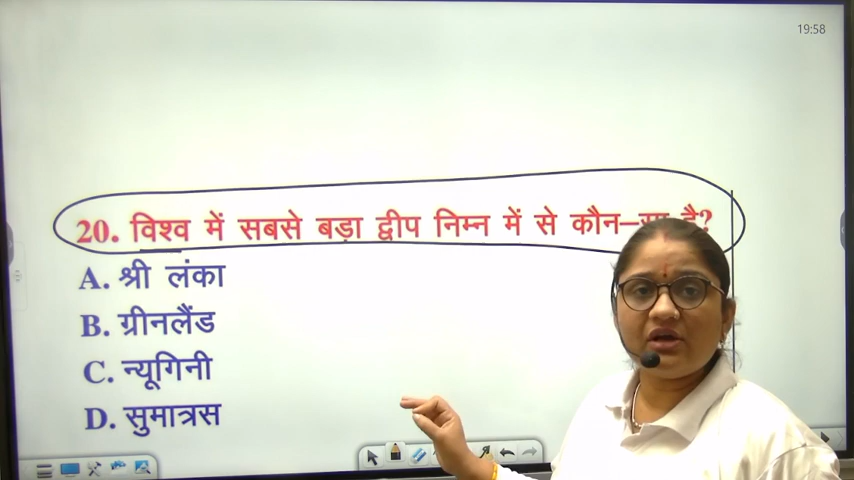 19:58
20. विश्व में सबसे बड़ा द्वीप निम्न में से कौन–सा है?
A. श्री लंका
B. ग्रीनलैंड
C. न्यूगिनी
D. सुमात्रस